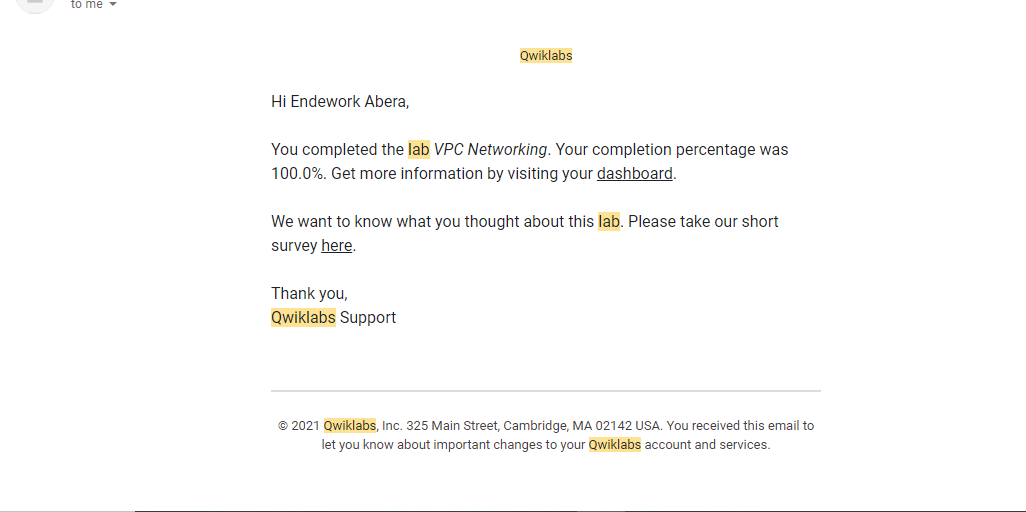 to me
Qwiklabs
Hi Endework Abera,
You completed the lab VPC Networking. Your completion percentage was
100.0%. Get more information by visiting your dashboard.
We want to know what you thought about this lab. Please take our short
survey here.
Thank you,
Qwiklabs Support
© 2021 Qwiklabs, Inc. 325 Main Street, Cambridge, MA 02142 USA. You received this email to
let you know about important changes to your Qwiklabs account and services.